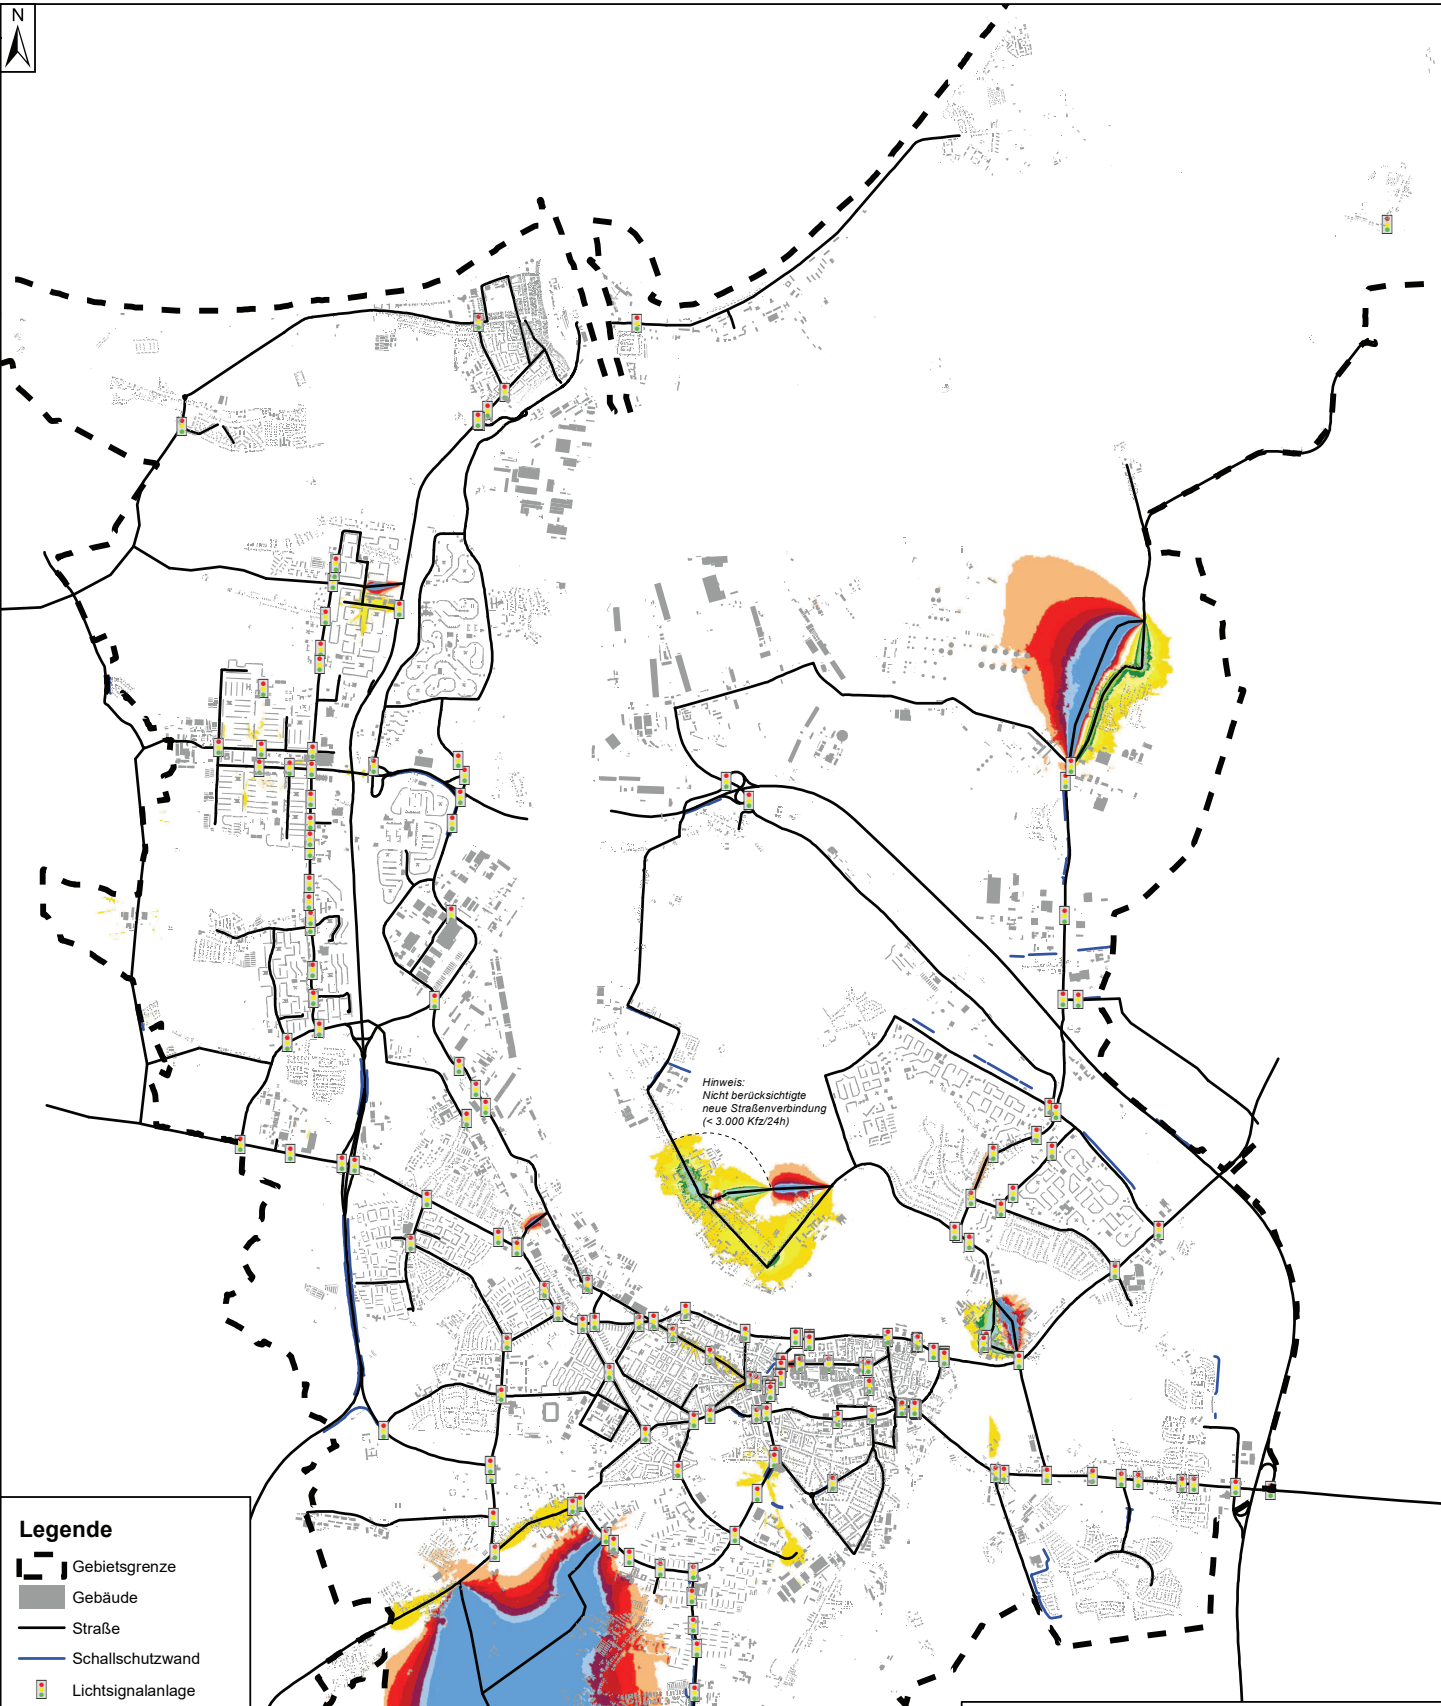 N
Hinweis:
Nicht berücksichtigte
neue Straßenverbindung
(< 3.000 Kfz/24h)
Legende
Gebietsgrenze
Gebäude
Straße
Schallschutzwand
Lichtsignalanlage